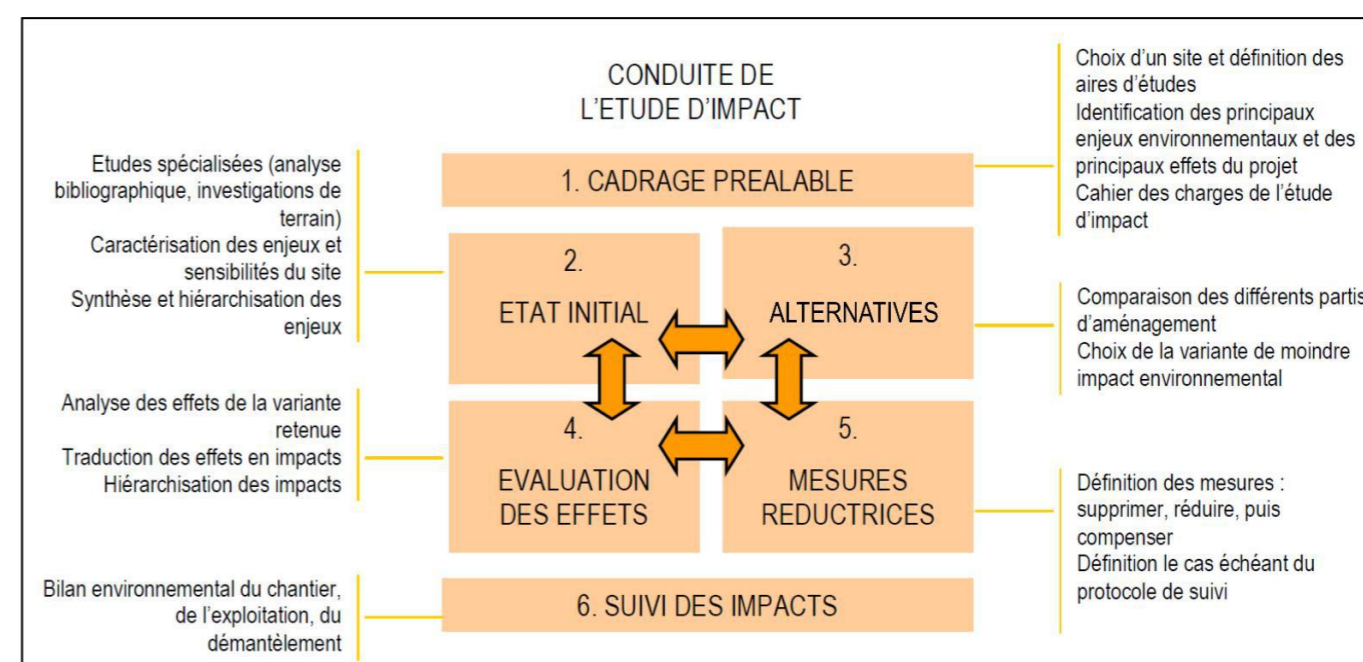 CONDUITE DE
L'ETUDE D'IMPACT
Choix d'un site et définition des
aires d'études
Identification des principaux
enjeux environnementaux et des
principaux effets du projet
Cahier des charges de l'étude
d'impact
1. CADRAGE PREALABLE
Etudes spécialisées (analyse
bibliographique, investigations de
terrain)
Caractérisation des enjeux et
sensibilités du site
Synthèse et hiérarchisation des
enjeux
2.
ETAT INITIAL
3.
ALTERNATIVES
Comparaison des différents partis
d'aménagement
Choix de la variante de moindre
impact environnemental
Analyse des effets de la variante
retenue
Traduction des effets en impacts
Hiérarchisation des impacts
4.
EVALUATION
DES EFFETS
5.
MESURES
REDUCTRICES
Définition des mesures :
supprimer, réduire, puis
compenser
Définition le cas échéant du
protocole de suivi
Bilan environnemental du chantier,
de l'exploitation, du
démantèlement
6. SUIVI DES IMPACTS